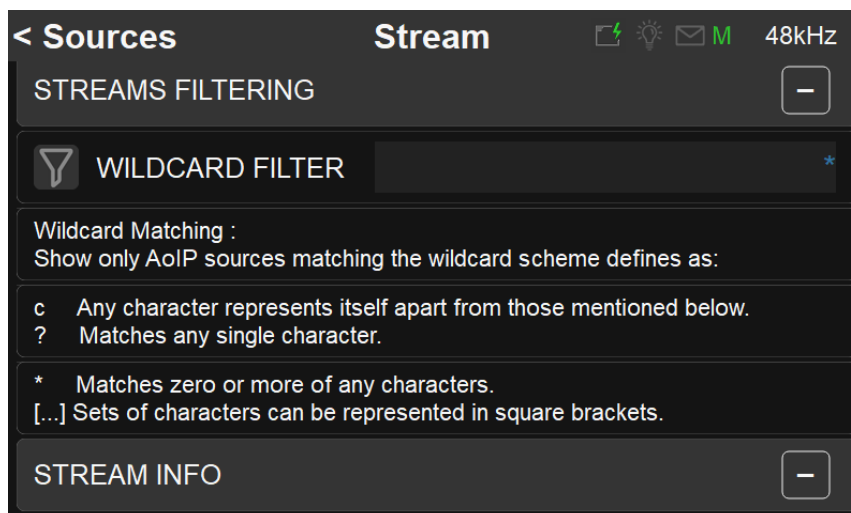 < Sources Stream M 48kHz
STREAMS FILTERING −
WILDCARD FILTER *
Wildcard Matching :
Show only AoIP sources matching the wildcard scheme defines as:
c Any character represents itself apart from those mentioned below.
? Matches any single character.
* Matches zero or more of any characters.
[...] Sets of characters can be represented in square brackets.
STREAM INFO −